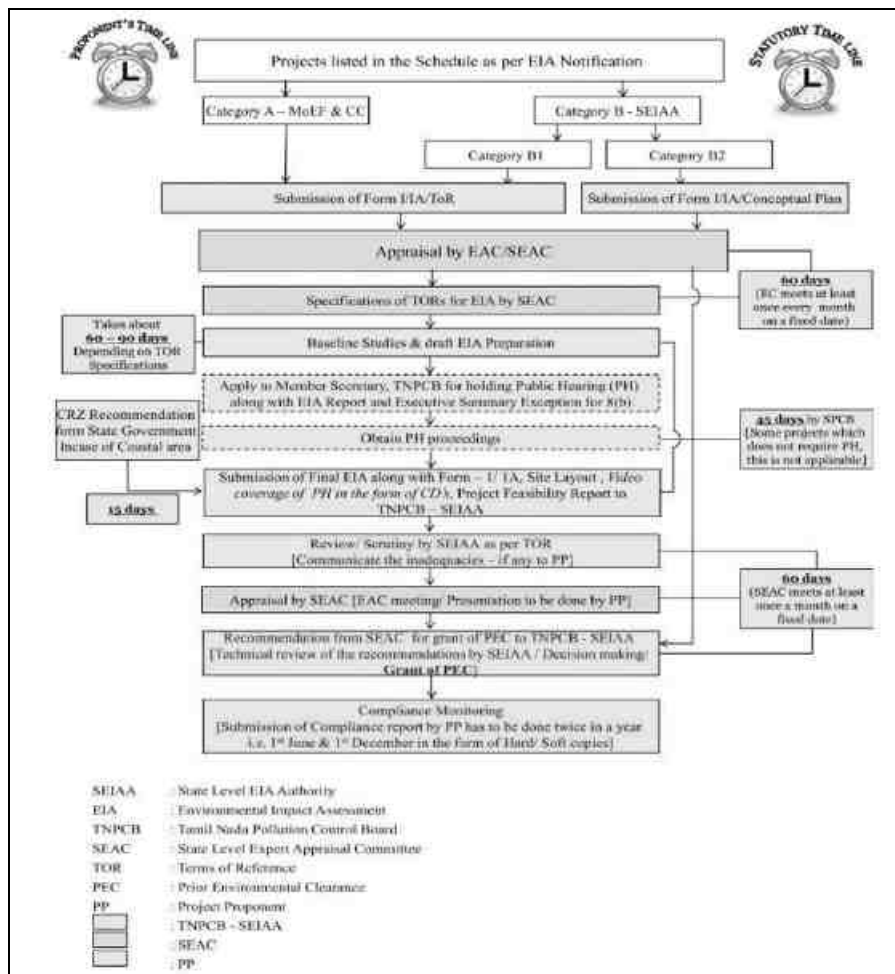 PROPONENT'S TIME LINE
STATUTORY TIME LINE
Projects listed in the Schedule as per EIA Notification
Category A – MoEF & CC
Category B - SEIAA
Category B1
Category B2
Submission of Form I/IA/ToR
Submission of Form I/IA/Conceptual Plan
Appraisal by EAC/SEAC
60 days
(EC meets at least
once every month
on a fixed date)
Specifications of TORs for EIA by SEAC
Takes about
60 – 90 days
Depending on TOR
Specifications
Baseline Studies & draft EIA Preparation
Apply to Member Secretary, TNPCB for holding Public Hearing (PH)
along with EIA Report and Executive Summary Exception for 8(b)
CRZ Recommendation
form State Government
Incase of Coastal area
Obtain PH proceedings
45 days by SPCB
[Some projects which
does not require PH,
this is not applicable]
15 days
Submission of Final EIA along with Form – 1/ 1A, Site Layout , Video
coverage of PH in the form of CD's, Project Feasibility Report to
TNPCB – SEIAA
Review/ Scrutiny by SEIAA as per TOR
[Communicate the inadequacies – if any to PP]
60 days
(SEAC meets at least
once a month on a
fixed date)
Appraisal by SEAC [EAC meeting/ Presentation to be done by PP]
Recommendation from SEAC for grant of PEC to TNPCB - SEIAA
[Technical review of the recommendations by SEIAA / Decision making/
Grant of PEC]
Compliance Monitoring
[Submission of Compliance report by PP has to be done twice in a year
i.e. 1st June & 1st December in the form of Hard/ Soft copies]
SEIAA : State Level EIA Authority
EIA : Environmental Impact Assessment
TNPCB : Tamil Nadu Pollution Control Board
SEAC : State Level Expert Appraisal Committee
TOR : Terms of Reference
PEC : Prior Environmental Clearance
PP : Project Proponent
: TNPCB - SEIAA
: SEAC
: PP